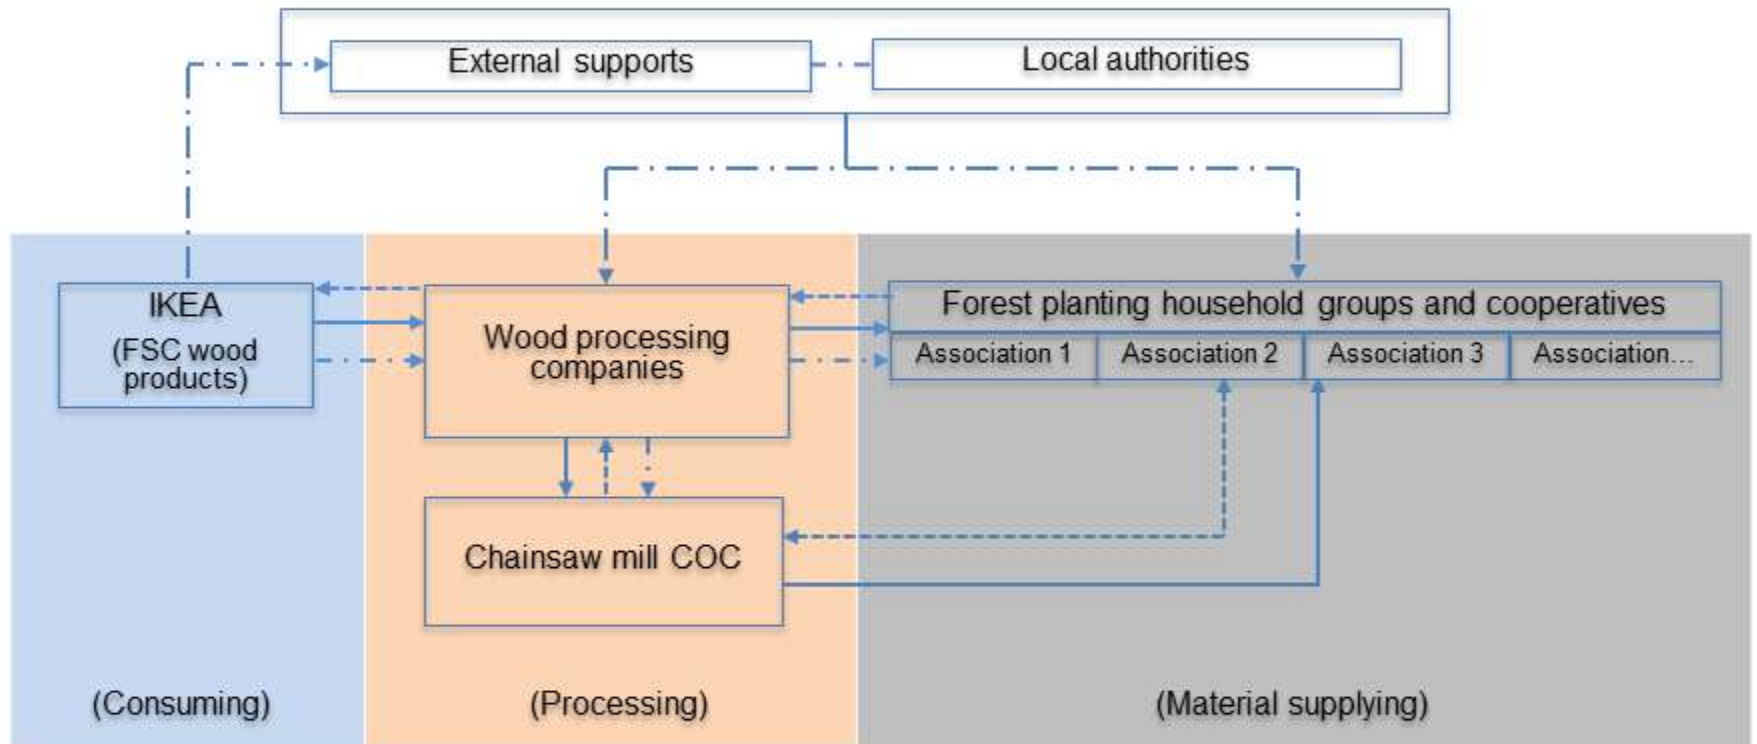 External supports
Local authorities
IKEA
(FSC wood
products)
Wood processing
companies
Forest planting household groups and cooperatives
Association 1
Association 2
Association 3
Association...
Chainsaw mill COC
(Consuming)
(Processing)
(Material supplying)